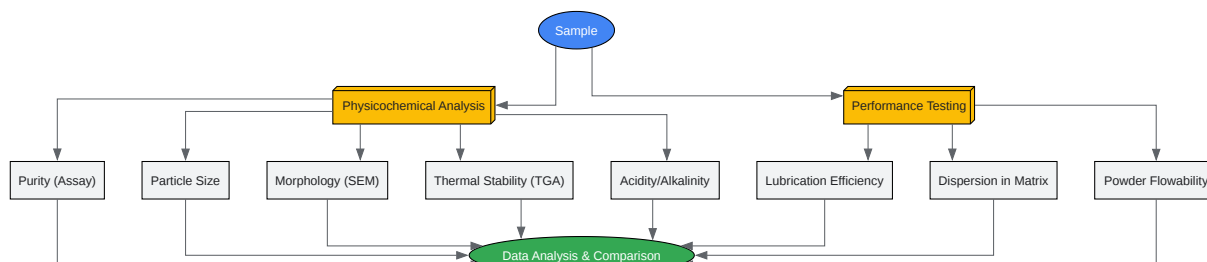 Sample
Physicochemical Analysis
Performance Testing
Purity (Assay)
Particle Size
Morphology (SEM)
Thermal Stability (TGA)
Acidity/Alkalinity
Lubrication Efficiency
Dispersion in Matrix
Powder Flowability
Data Analysis & Comparison